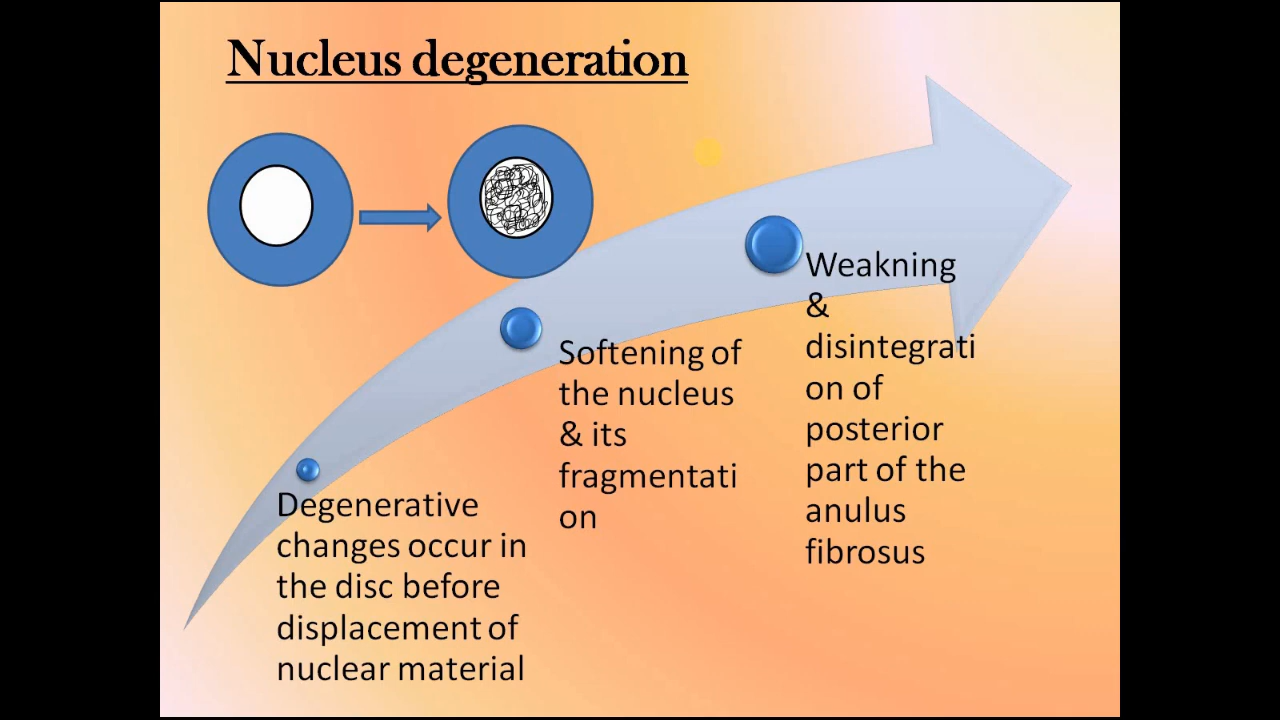 Nucleus degeneration
Degenerative
changes occur in
the disc before
displacement of
nuclear material
Softening of
the nucleus
& its
fragmentati
on
Weakning
&
disintegrati
on of
posterior
part of the
anulus
fibrosus